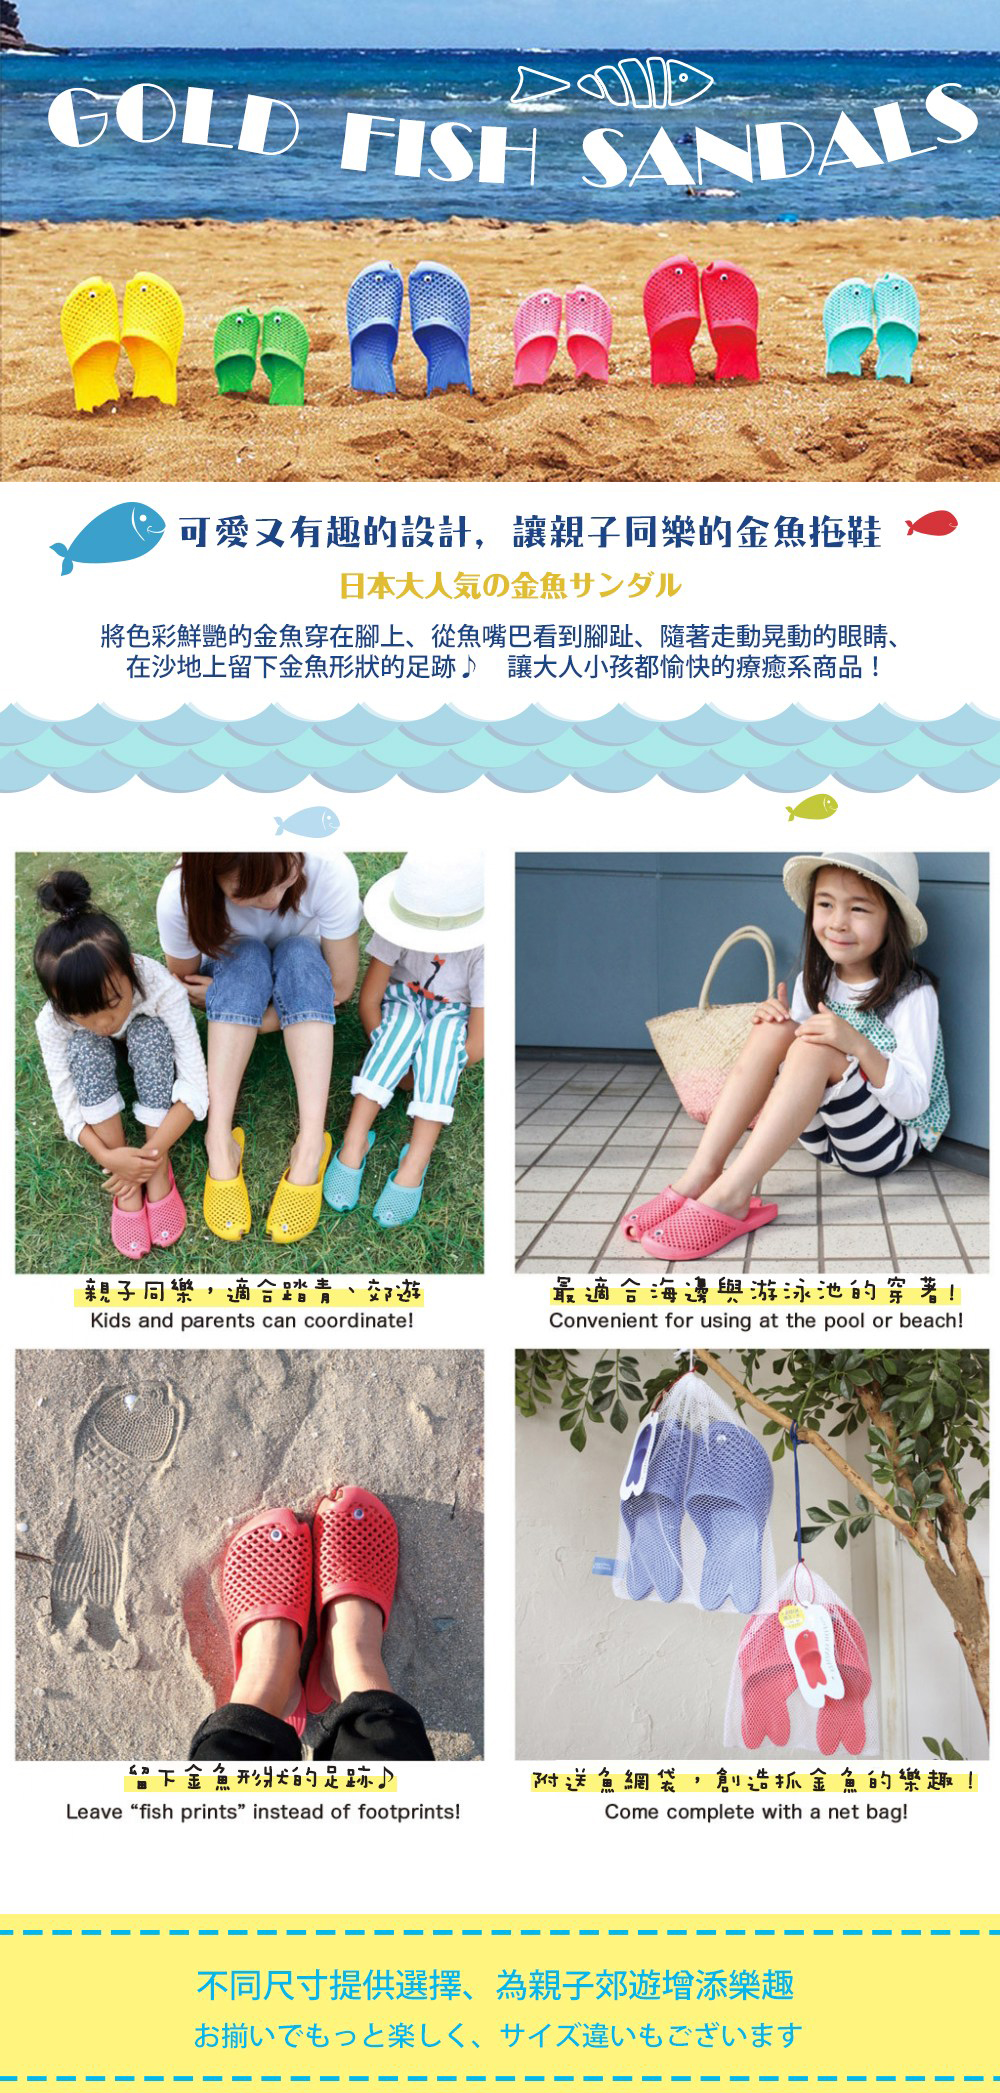 GOLD FISH SANDALS
可愛又有趣的設計，讓親子同樂的金魚拖鞋
日本大人気の金魚サンダル
將色彩鮮艷的金魚穿在腳上、從魚嘴巴看到腳趾、隨著走動晃動的眼睛、
在沙地上留下金魚形狀的足跡♪　讓大人小孩都愉快的療癒系商品！
親子同樂，適合踏青、郊遊
Kids and parents can coordinate!
最適合海邊與游泳池的穿著！
Convenient for using at the pool or beach!
留下金魚形狀的足跡♪
Leave “fish prints” instead of footprints!
附送魚網袋，創造抓金魚的樂趣！
Come complete with a net bag!
不同尺寸提供選擇、為親子郊遊增添樂趣
お揃いでもっと楽しく、サイズ違いもございます